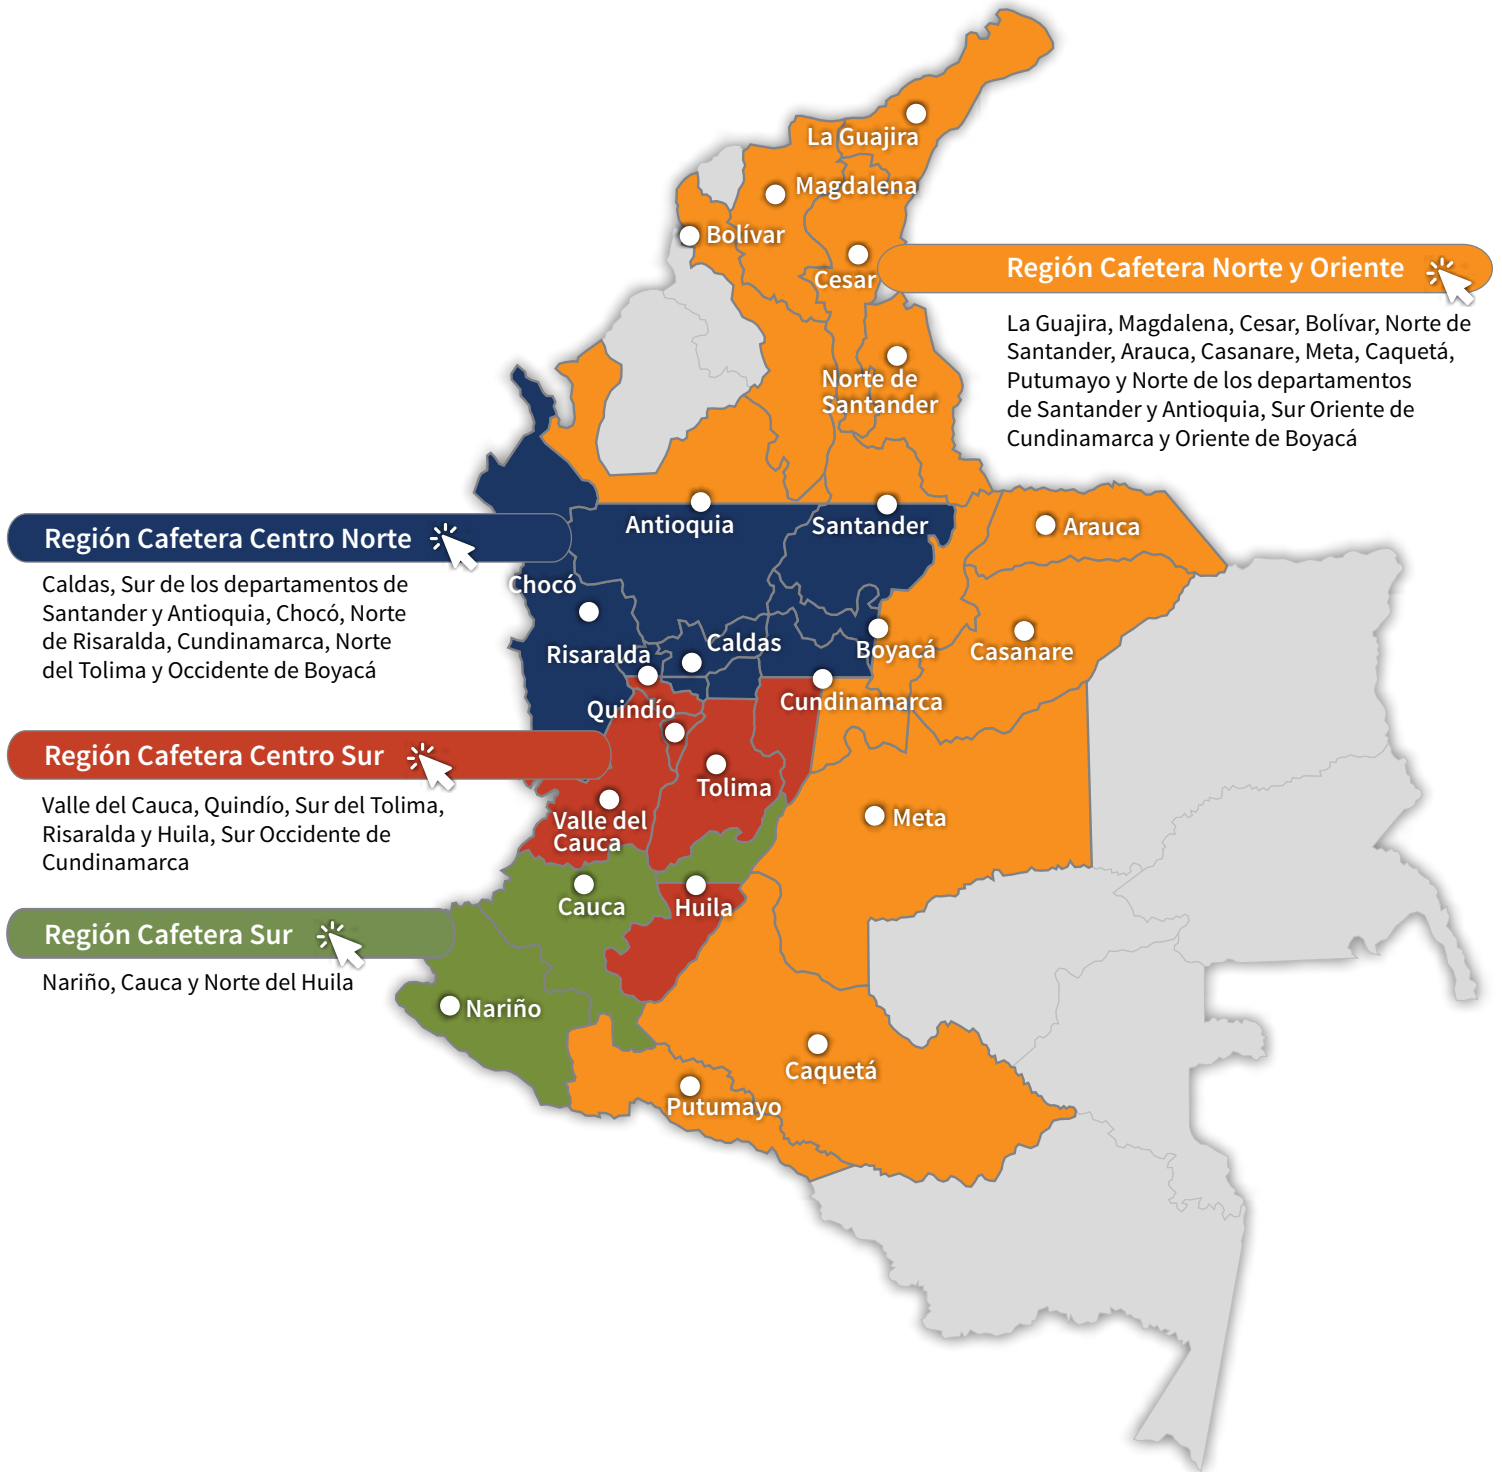 La Guajira
Magdalena
Bolívar
Cesar
Región Cafetera Norte y Oriente
La Guajira, Magdalena, Cesar, Bolívar, Norte de
Santander, Arauca, Casanare, Meta, Caquetá,
Putumayo y Norte de los departamentos
de Santander y Antioquia, Sur Oriente de
Cundinamarca y Oriente de Boyacá
Norte de
Santander
Antioquia
Santander
Arauca
Región Cafetera Centro Norte
Caldas, Sur de los departamentos de
Santander y Antioquia, Chocó, Norte
de Risaralda, Cundinamarca, Norte
del Tolima y Occidente de Boyacá
Chocó
Risaralda
Caldas
Boyacá
Casanare
Quindío
Cundinamarca
Región Cafetera Centro Sur
Valle del Cauca, Quindío, Sur del Tolima,
Risaralda y Huila, Sur Occidente de
Cundinamarca
Tolima
Valle del
Cauca
Meta
Cauca
Huila
Región Cafetera Sur
Nariño, Cauca y Norte del Huila
Nariño
Caquetá
Putumayo